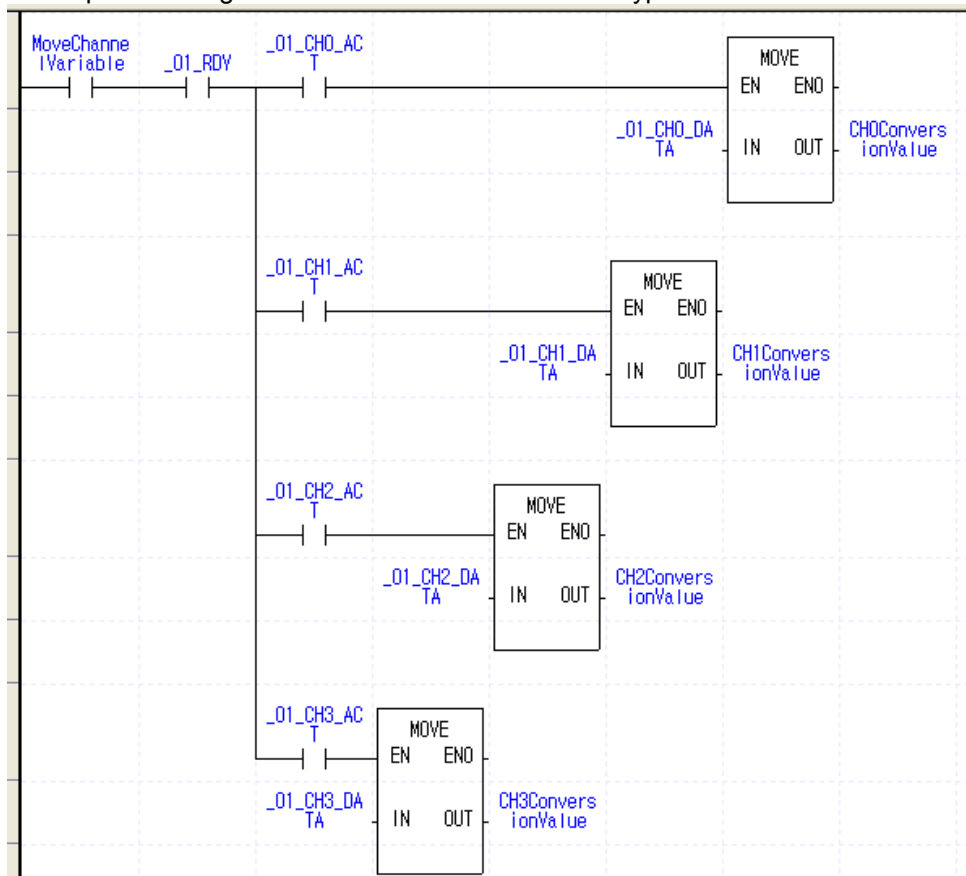 MoveChanne
lVariable
_01_RDY
_01_CH0_AC
T
MOVE
EN ENO
_01_CH0_DA
TA
IN OUT
CH0Convers
ionValue
_01_CH1_AC
T
MOVE
EN ENO
_01_CH1_DA
TA
IN OUT
CH1Convers
ionValue
_01_CH2_AC
T
MOVE
EN ENO
_01_CH2_DA
TA
IN OUT
CH2Convers
ionValue
_01_CH3_AC
T
MOVE
EN ENO
_01_CH3_DA
TA
IN OUT
CH3Convers
ionValue